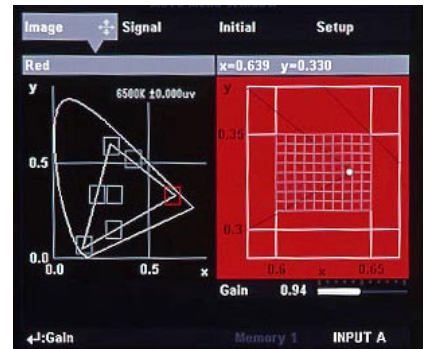 Image Signal Initial Setup
Red x=0.639 y=0.330
y 6500K ±0.000uv y
0.35
0.5
0.3
0.0
0.0 0.5 x 0.6 x 0.65
Gain 0.94
↲:Gain Memory 1 INPUT A